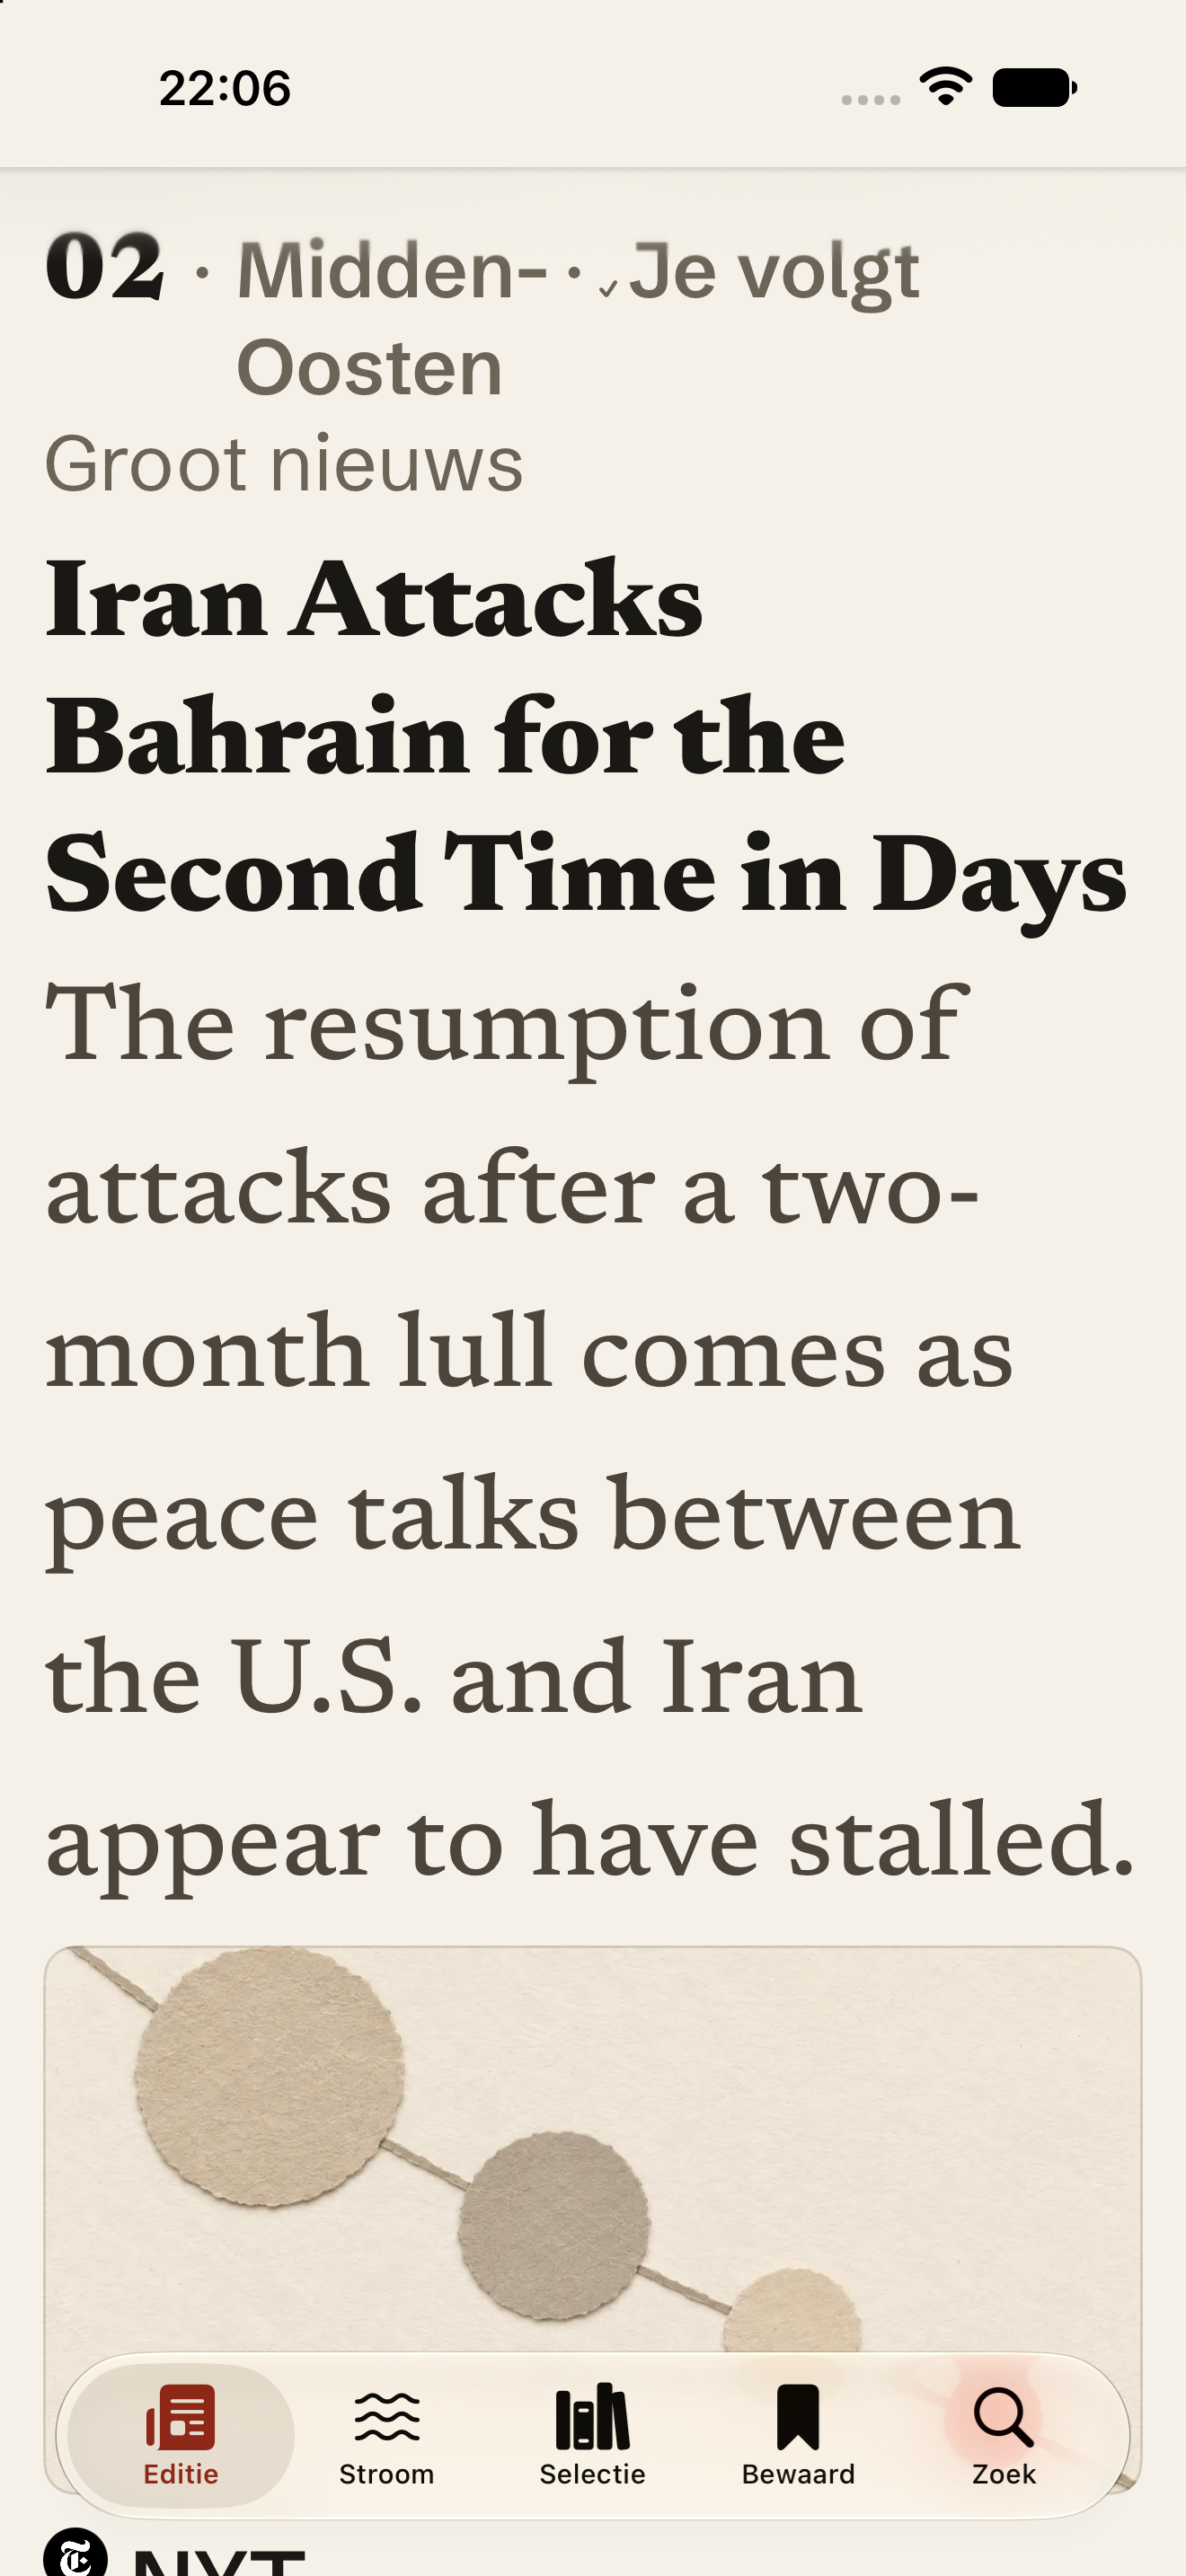 22:06
02 · Midden- · ✓ Je volgt
Oosten
Groot nieuws
Iran Attacks
Bahrain for the
Second Time in Days
The resumption of
attacks after a two-
month lull comes as
peace talks between
the U.S. and Iran
appear to have stalled.
Editie
Stroom
Selectie
Bewaard
Zoek
NYT